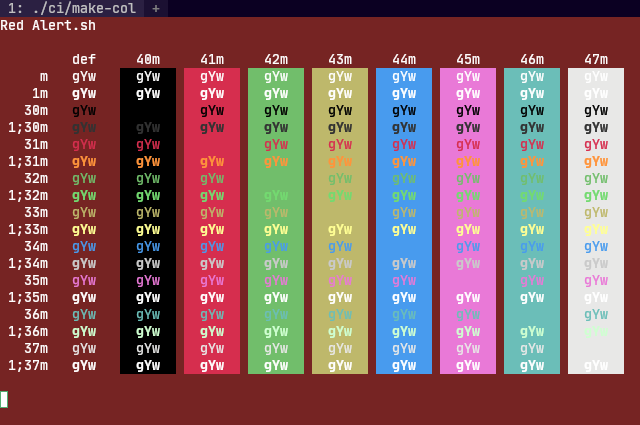 1: ./ci/make-col +
Red Alert.sh
def 40m 41m 42m 43m 44m 45m 46m 47m
m gYw gYw gYw gYw gYw gYw gYw gYw gYw
1m gYw gYw gYw gYw gYw gYw gYw gYw gYw
30m gYw gYw gYw gYw gYw gYw gYw gYw
1;30m gYw gYw gYw gYw gYw gYw gYw gYw gYw
31m gYw gYw gYw gYw gYw gYw gYw gYw
1;31m gYw gYw gYw gYw gYw gYw gYw gYw gYw
32m gYw gYw gYw gYw gYw gYw gYw gYw
1;32m gYw gYw gYw gYw gYw gYw gYw gYw gYw
33m gYw gYw gYw gYw gYw gYw gYw gYw
1;33m gYw gYw gYw gYw gYw gYw gYw gYw gYw
34m gYw gYw gYw gYw gYw gYw gYw gYw
1;34m gYw gYw gYw gYw gYw gYw gYw gYw gYw
35m gYw gYw gYw gYw gYw gYw gYw gYw
1;35m gYw gYw gYw gYw gYw gYw gYw gYw gYw
36m gYw gYw gYw gYw gYw gYw gYw gYw
1;36m gYw gYw gYw gYw gYw gYw gYw gYw gYw
37m gYw gYw gYw gYw gYw gYw gYw gYw
1;37m gYw gYw gYw gYw gYw gYw gYw gYw gYw